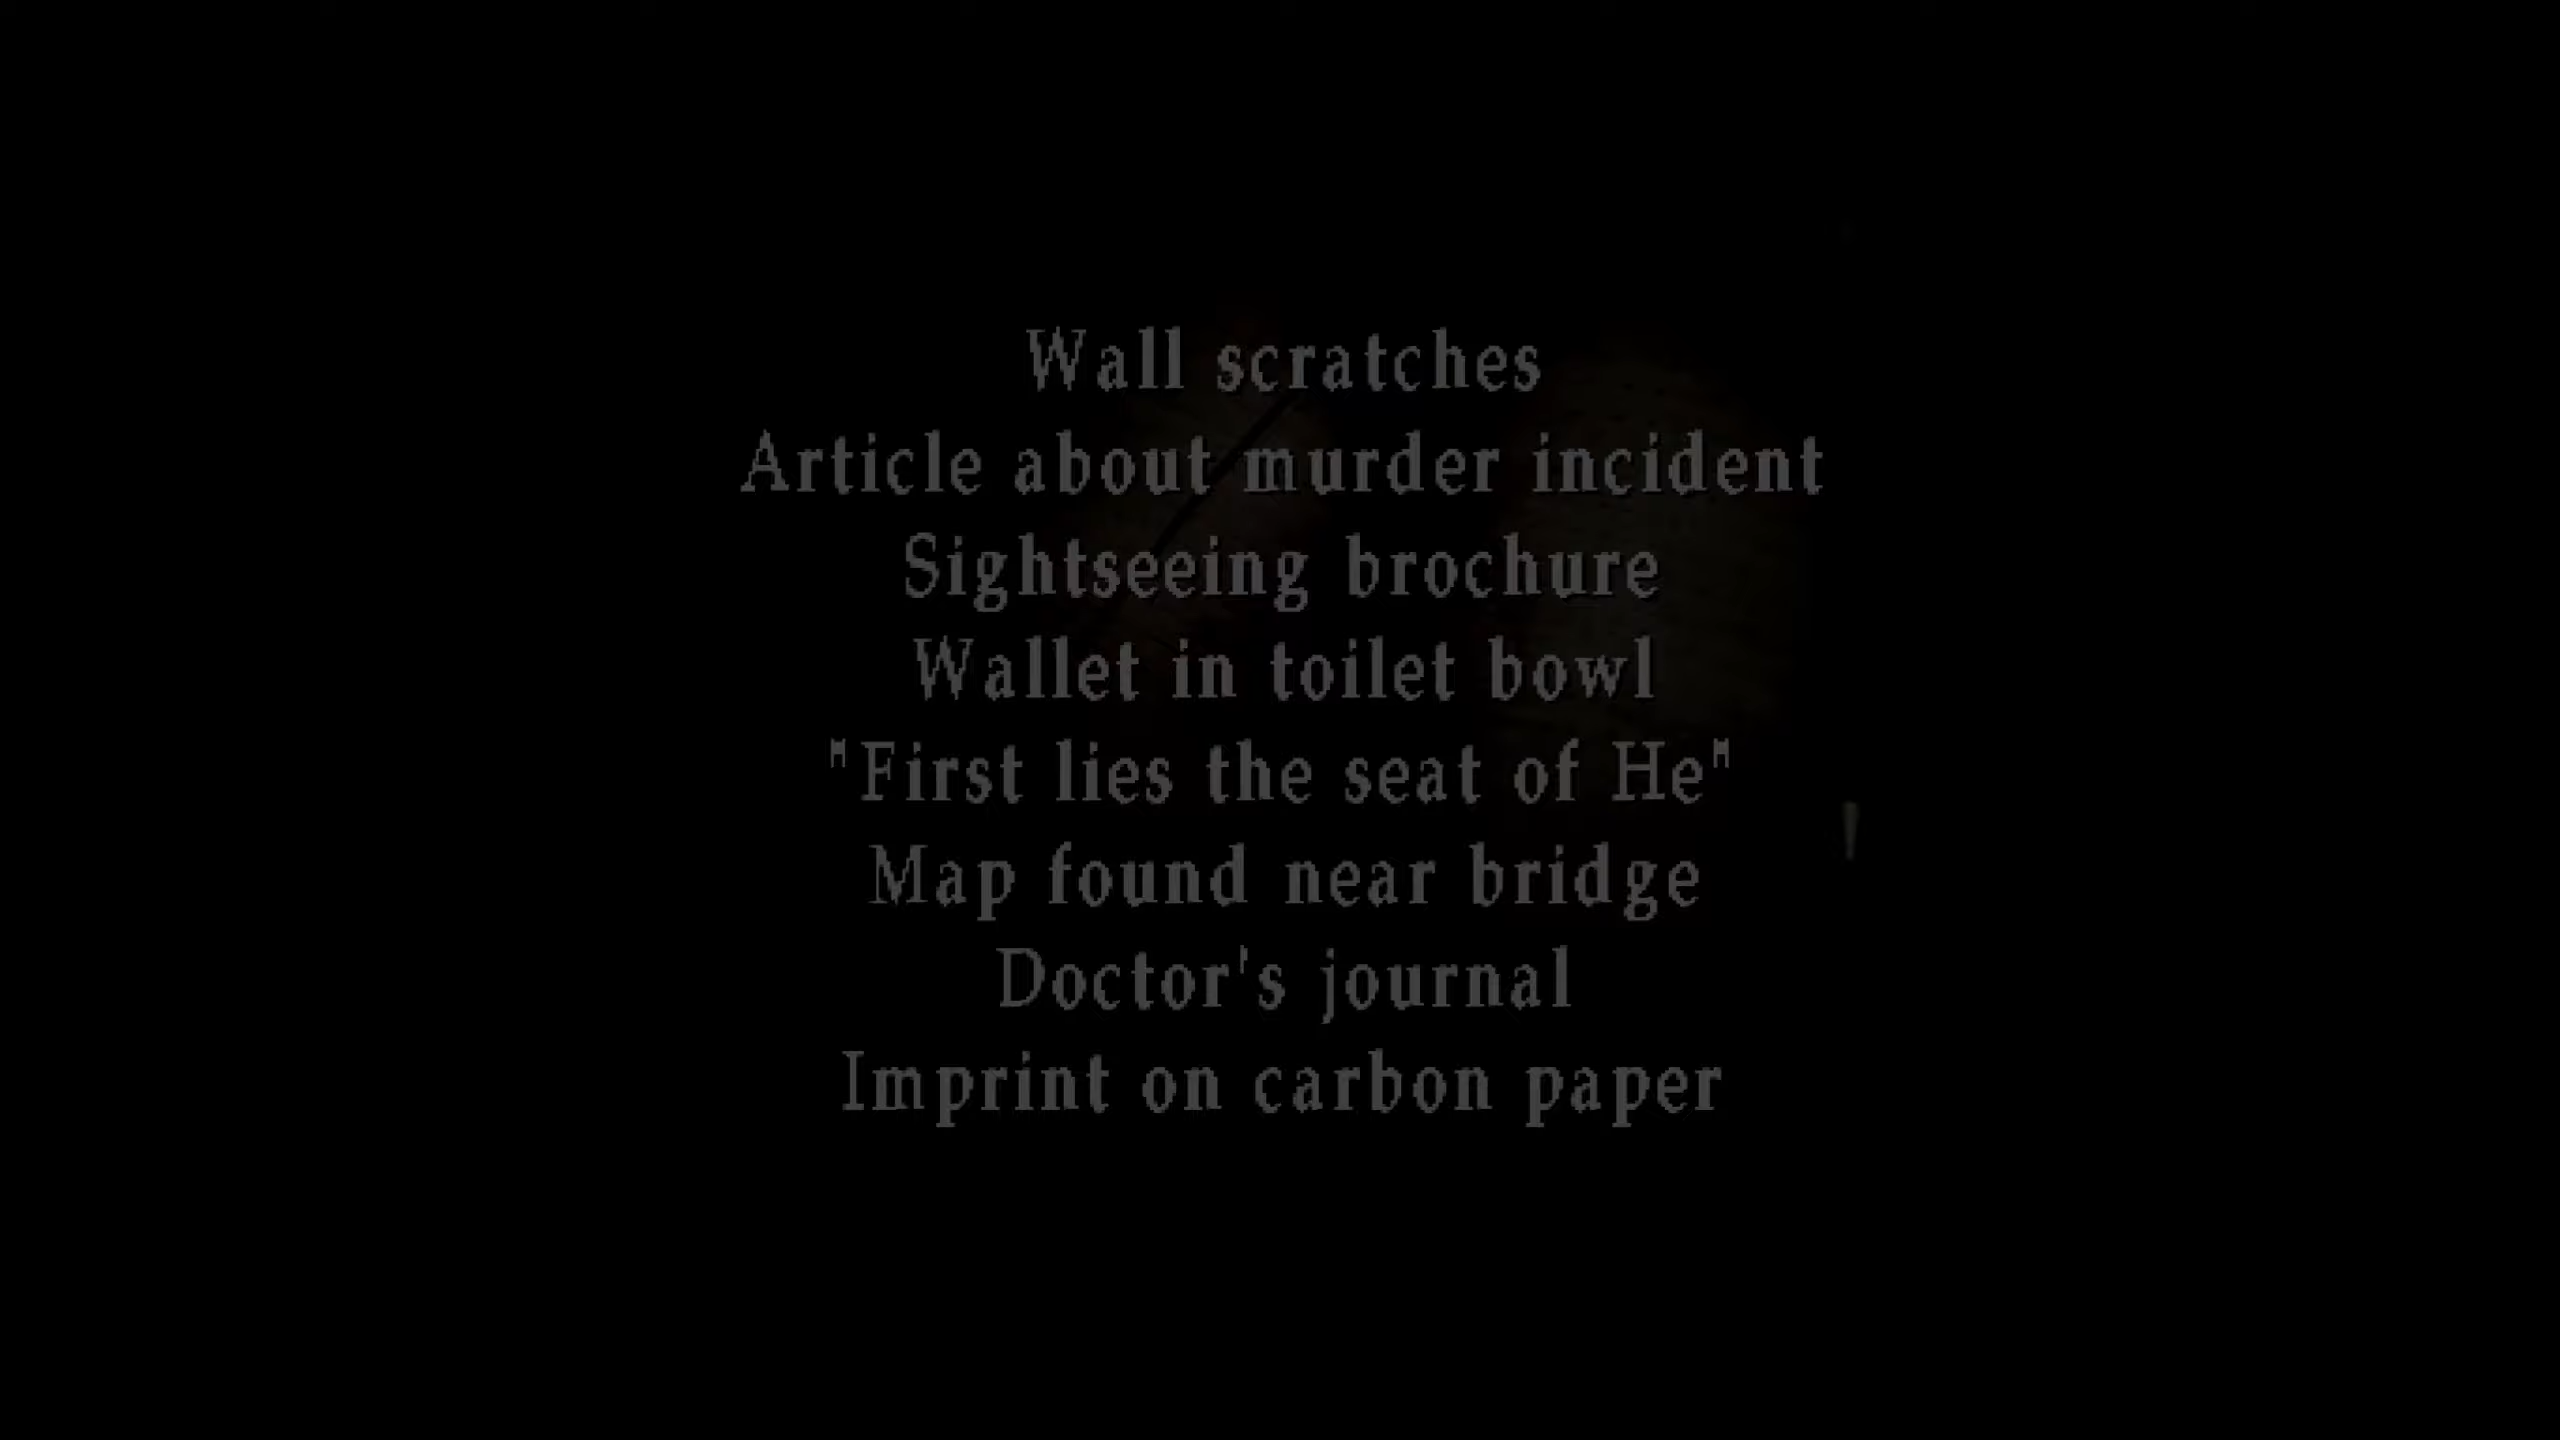 Wall scratches
Article about murder incident
Sightseeing brochure
Wallet in toilet bowl
"First lies the seat of He"
Map found near bridge
Doctor's journal
Imprint on carbon paper